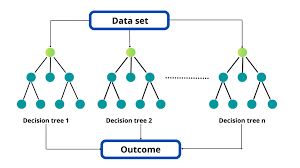 Data set
Decision tree 1
Decision tree 2
Decision tree n
Outcome